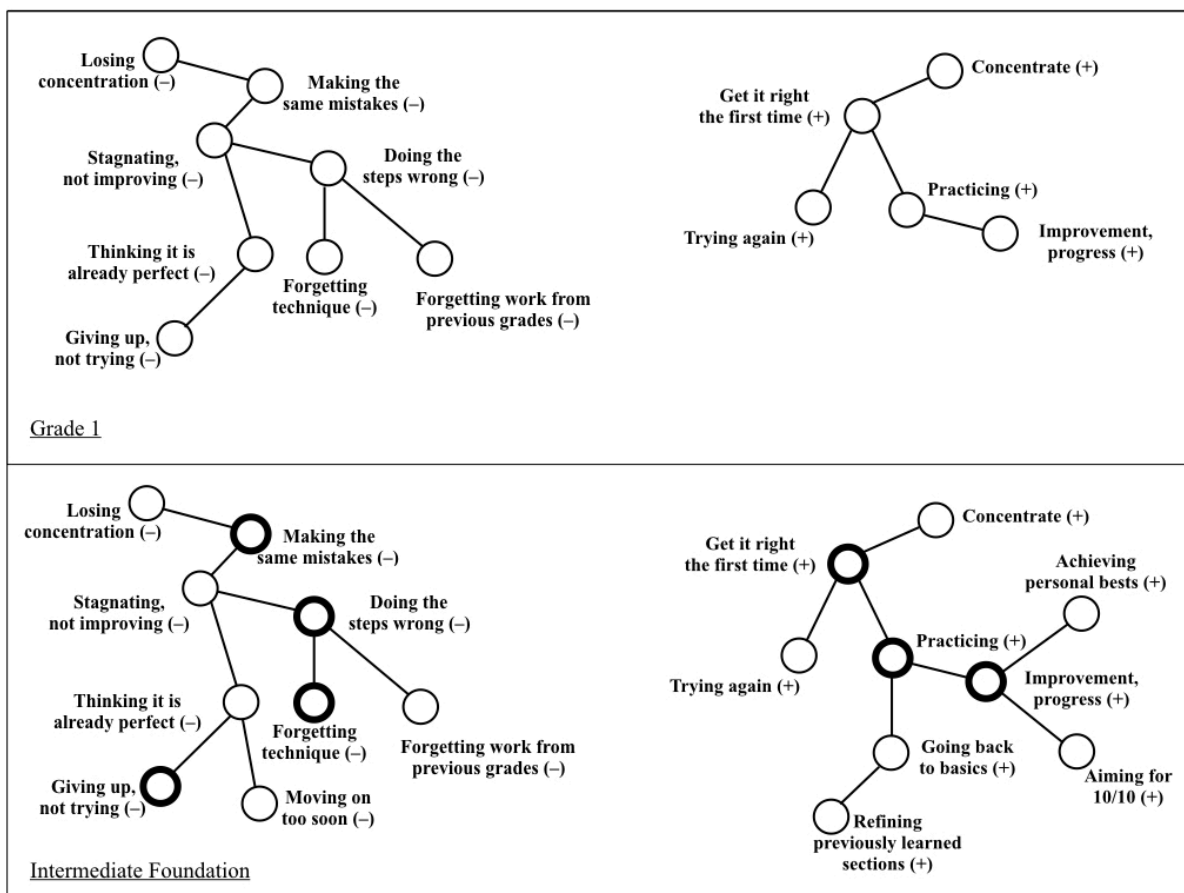 Losing
concentration (–)
Making the
same mistakes (–)
Stagnating,
not improving (–)
Doing the
steps wrong (–)
Thinking it is
already perfect (–)
Forgetting
technique (–)
Forgetting work from
previous grades (–)
Giving up,
not trying (–)
Concentrate (+)
Get it right
the first time (+)
Practicing (+)
Trying again (+)
Improvement,
progress (+)
Grade 1
Losing
concentration (–)
Making the
same mistakes (–)
Stagnating,
not improving (–)
Doing the
steps wrong (–)
Thinking it is
already perfect (–)
Forgetting
technique (–)
Forgetting work from
previous grades (–)
Giving up,
not trying (–)
Moving on
too soon (–)
Concentrate (+)
Get it right
the first time (+)
Achieving
personal bests (+)
Practicing (+)
Trying again (+)
Improvement,
progress (+)
Going back
to basics (+)
Aiming for
10/10 (+)
Refining
previously learned
sections (+)
Intermediate Foundation